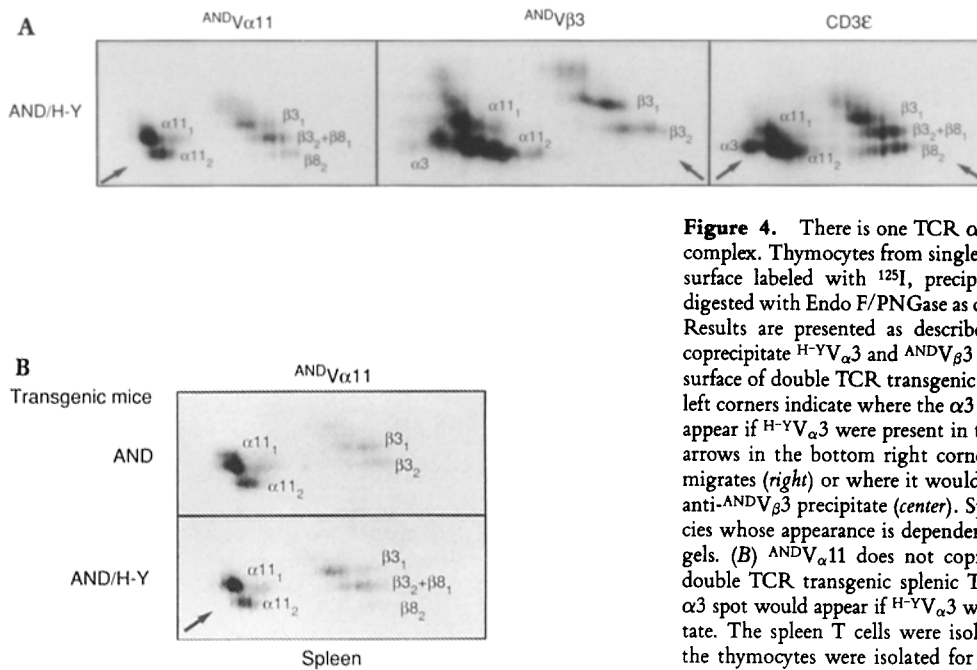 A
ANDVα11
ANDVβ3
CD3Ɛ
AND/H-Y
α11₁
β3₁
β3₂+β8₁
α11₂
β8₂
α11₁
β3₁
α11₂
β3₂
α3
α11₁
β3₁
α3
β3₂+β8₁
α11₂
β8₂
Figure 4. There is one TCR α
complex. Thymocytes from single
surface labeled with ¹²⁵I, precip
digested with Endo F/PNGase as d
Results are presented as describe
coprecipitate ᴴ⁻ʸVα3 and ᴬᴺᴰVβ3
surface of double TCR transgenic
left corners indicate where the α3
appear if ᴴ⁻ʸVα3 were present in t
arrows in the bottom right corne
migrates (right) or where it would
anti-ᴬᴺᴰVβ3 precipitate (center). S
cies whose appearance is dependen
gels. (B) ᴬᴺᴰVα11 does not copr
double TCR transgenic splenic T
α3 spot would appear if ᴴ⁻ʸVα3 w
tate. The spleen T cells were isol
the thymocytes were isolated for
B
ANDVα11
Transgenic mice
AND
α11₁
β3₁
β3₂
α11₂
AND/H-Y
α11₁
β3₁
β3₂+β8₁
α11₂
β8₂
Spleen